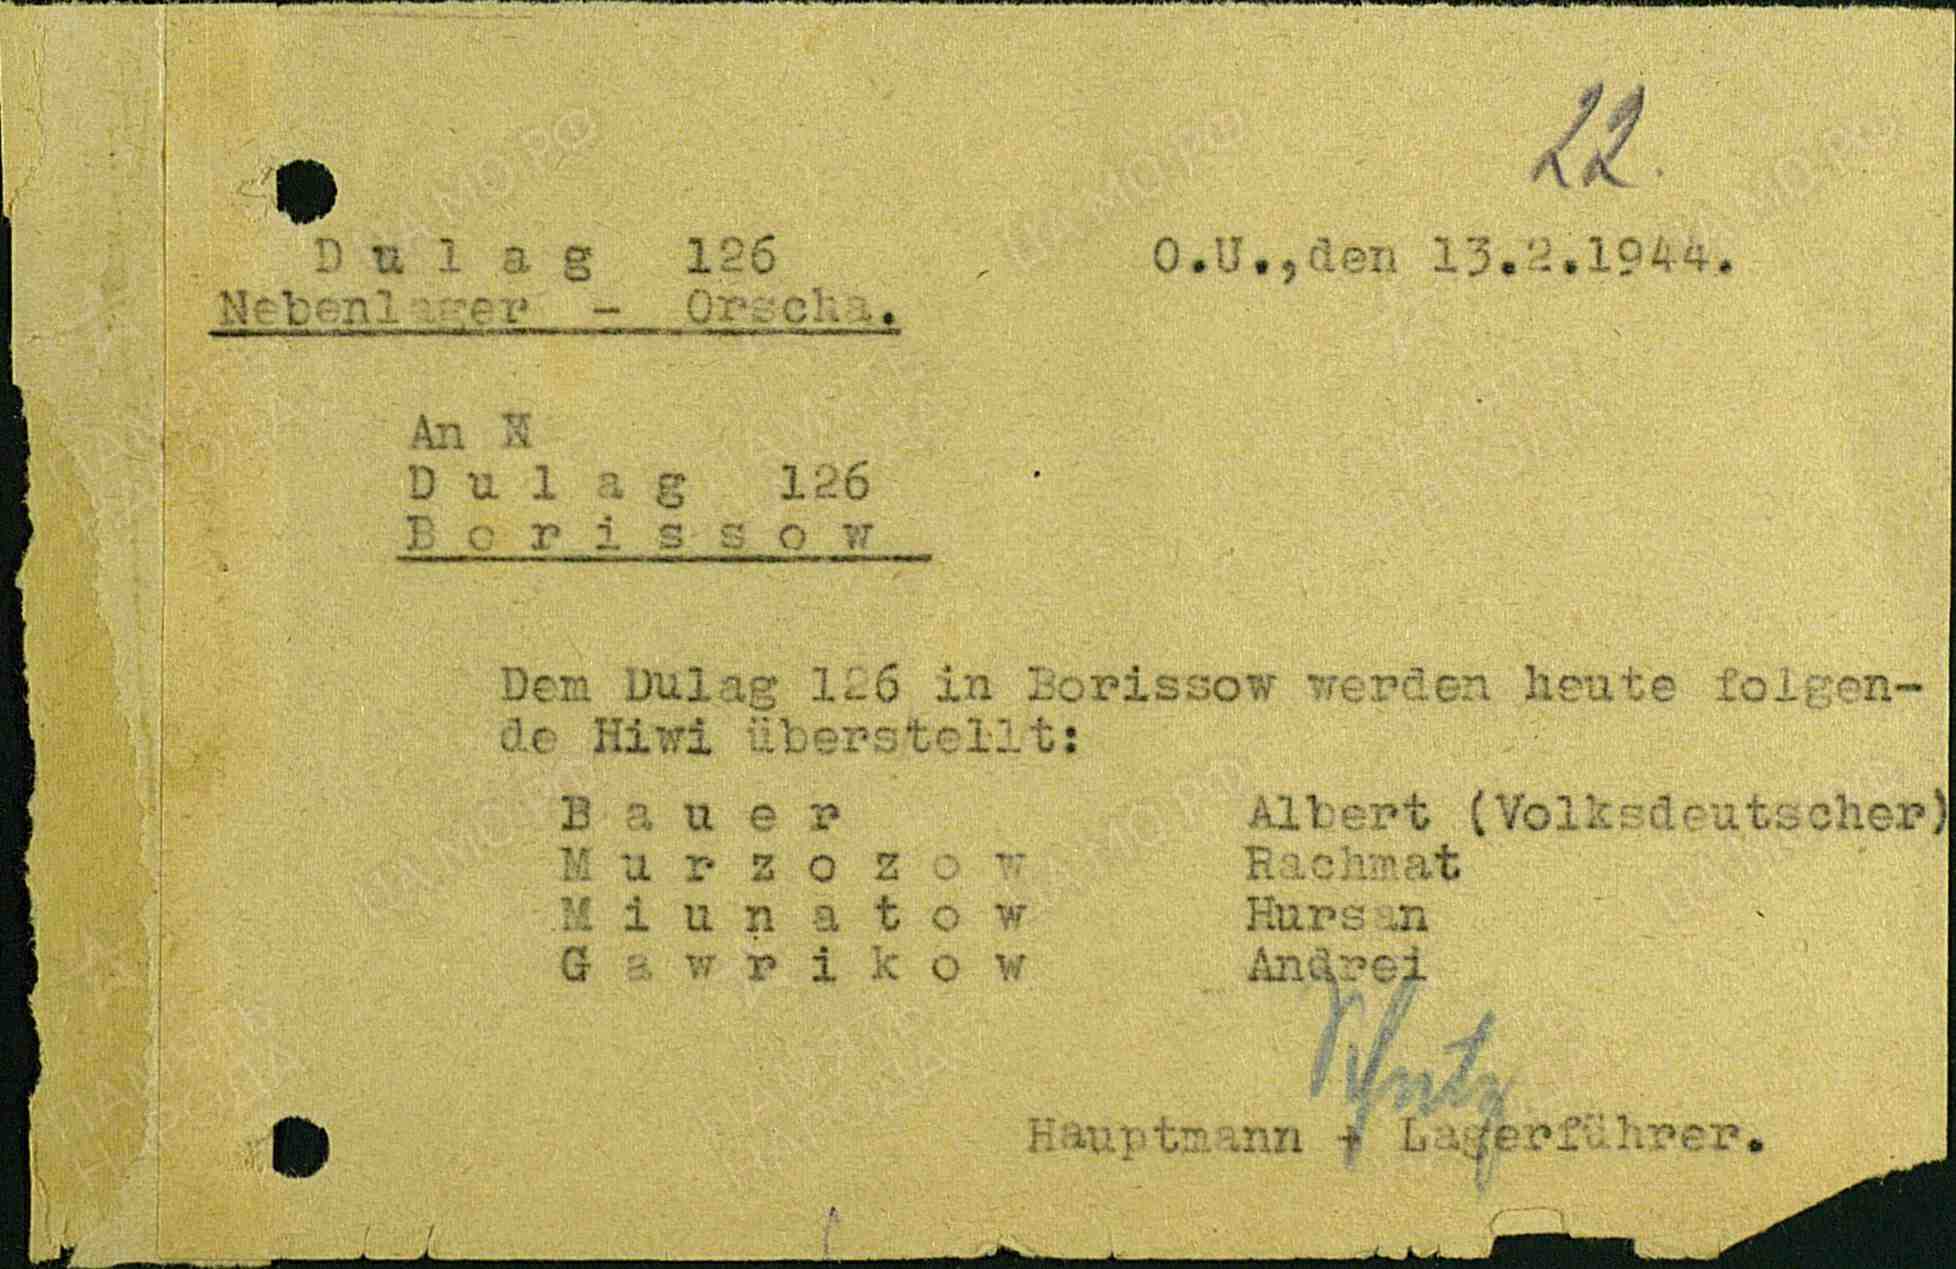 22.
Dulag 126 O.U.,den 13.2.1944.
Nebenlager - Orscha.
An
Dulag 126
Borissow
Dem Dulag 126 in Borissow werden heute folgen-
de Hiwi überstellt:
Bauer Albert (Volksdeutscher)
Murzozow Rachmat
Miunatow Hursan
Gawrikow Andrei
Hauptmann + Lagerführer.